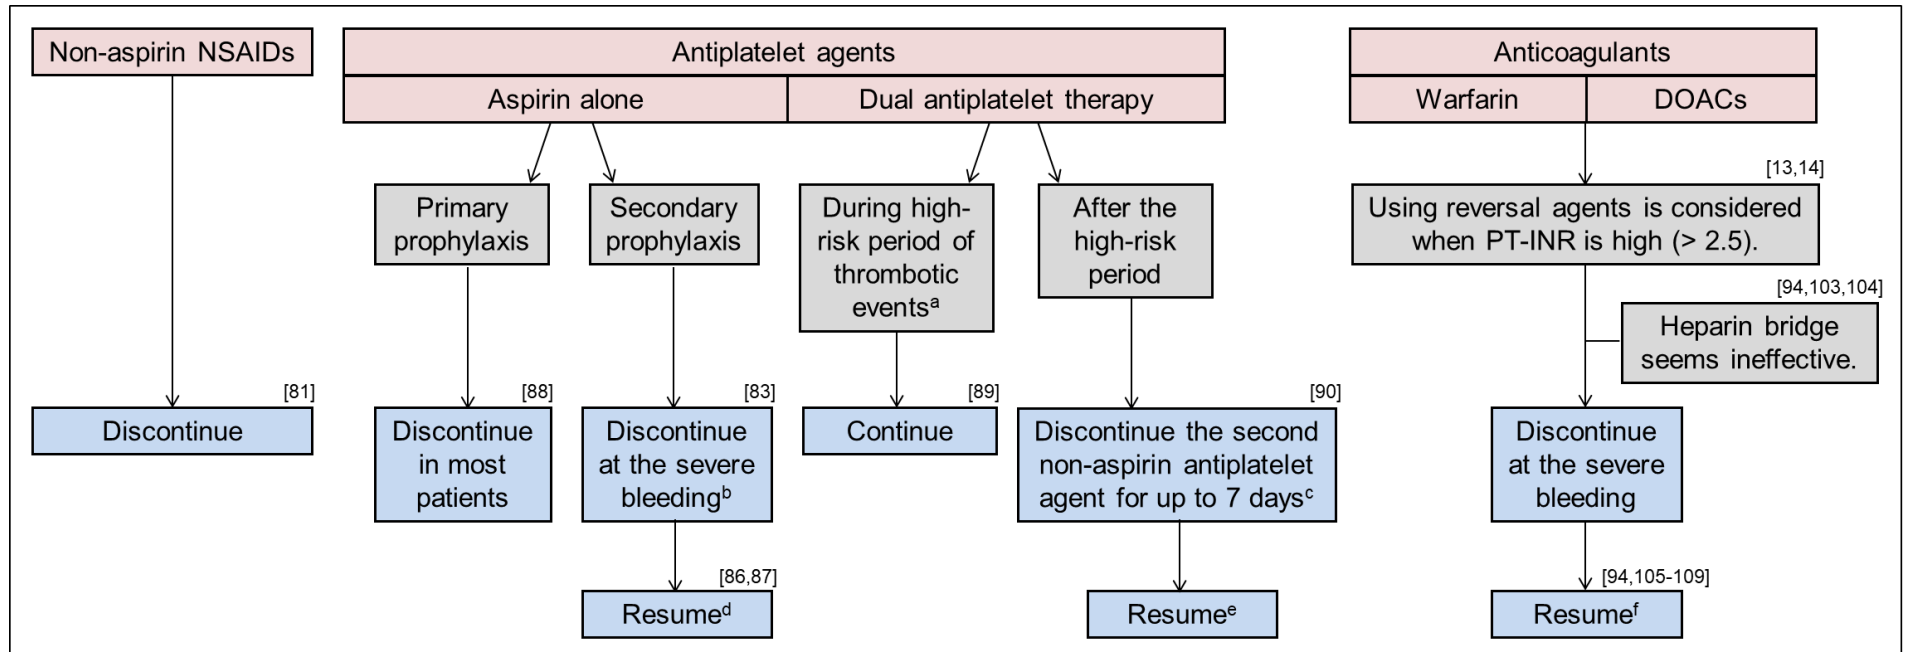 Non-aspirin NSAIDs
[81]
Discontinue
Antiplatelet agents
Aspirin alone
Dual antiplatelet therapy
Primary
prophylaxis
[88]
Discontinue
in most
patients
Secondary
prophylaxis
[83]
Discontinue
at the severe
bleedingᵇ
[86,87]
Resumeᵈ
During high-
risk period of
thrombotic
eventsᵃ
[89]
Continue
After the
high-risk
period
[90]
Discontinue the second
non-aspirin antiplatelet
agent for up to 7 daysᶜ
Resumeᵉ
Anticoagulants
Warfarin
DOACs
[13,14]
Using reversal agents is considered
when PT-INR is high (> 2.5).
[94,103,104]
Heparin bridge
seems ineffective.
Discontinue
at the severe
bleeding
[94,105-109]
Resumeᶠ